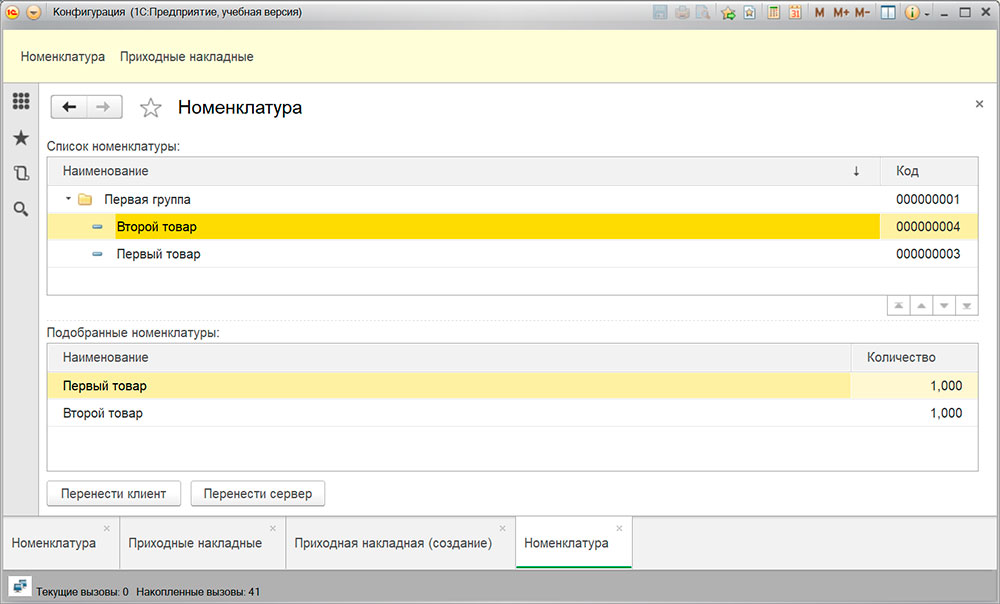 Конфигурация (1С:Предприятие, учебная версия)
M M+ M-
Номенклатура Приходные накладные
Номенклатура
Список номенклатуры:
Наименование ↓ Код
Первая группа 000000001
Второй товар 000000004
Первый товар 000000003
Подобранные номенклатуры:
Наименование Количество
Первый товар 1,000
Второй товар 1,000
Перенести клиент Перенести сервер
Номенклатура Приходные накладные Приходная накладная (создание) Номенклатура
Текущие вызовы: 0 Накопленные вызовы: 41